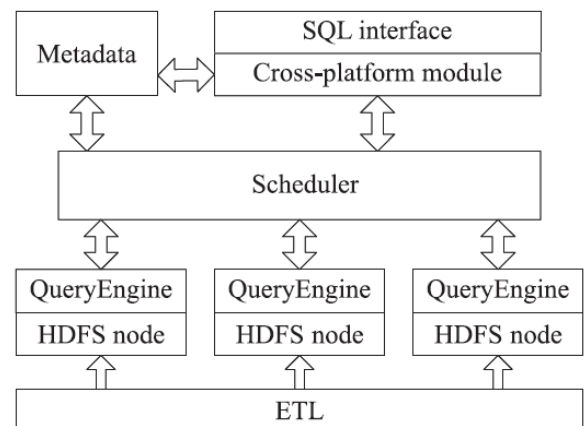 Metadata
SQL interface
Cross-platform module
Scheduler
QueryEngine
HDFS node
QueryEngine
HDFS node
QueryEngine
HDFS node
ETL